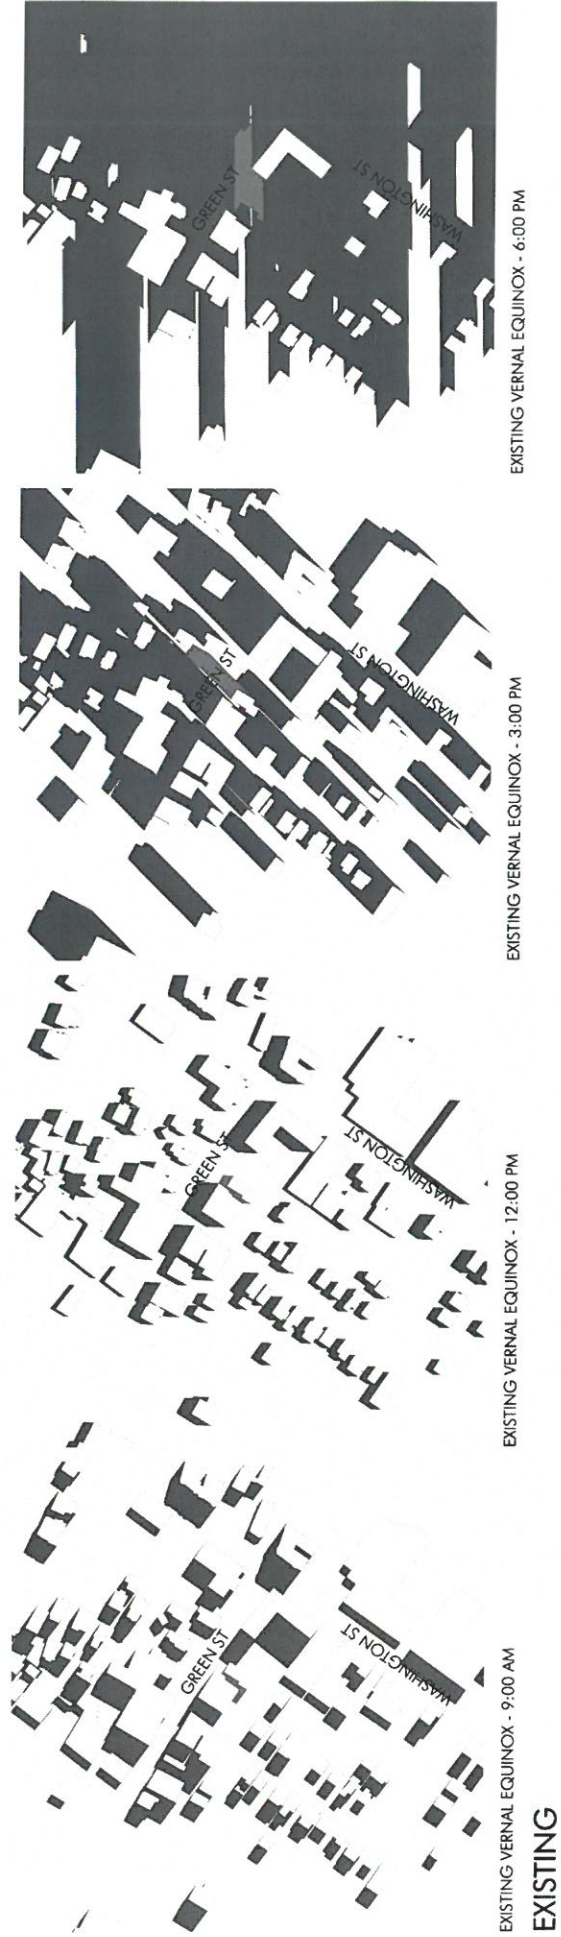 GREEN ST
WASHINGTON ST
EXISTING VERNAL EQUINOX - 9:00 AM
GREEN ST
WASHINGTON ST
EXISTING VERNAL EQUINOX - 12:00 PM
GREEN ST
WASHINGTON ST
EXISTING VERNAL EQUINOX - 3:00 PM
GREEN ST
WASHINGTON ST
EXISTING VERNAL EQUINOX - 6:00 PM
EXISTING